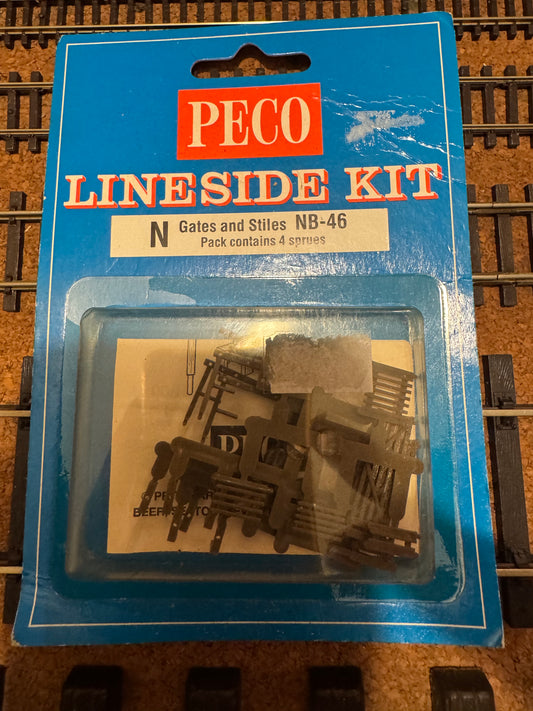 PECO
LINESIDE KIT
N Gates and Stiles NB-46
Pack contains 4 sprues